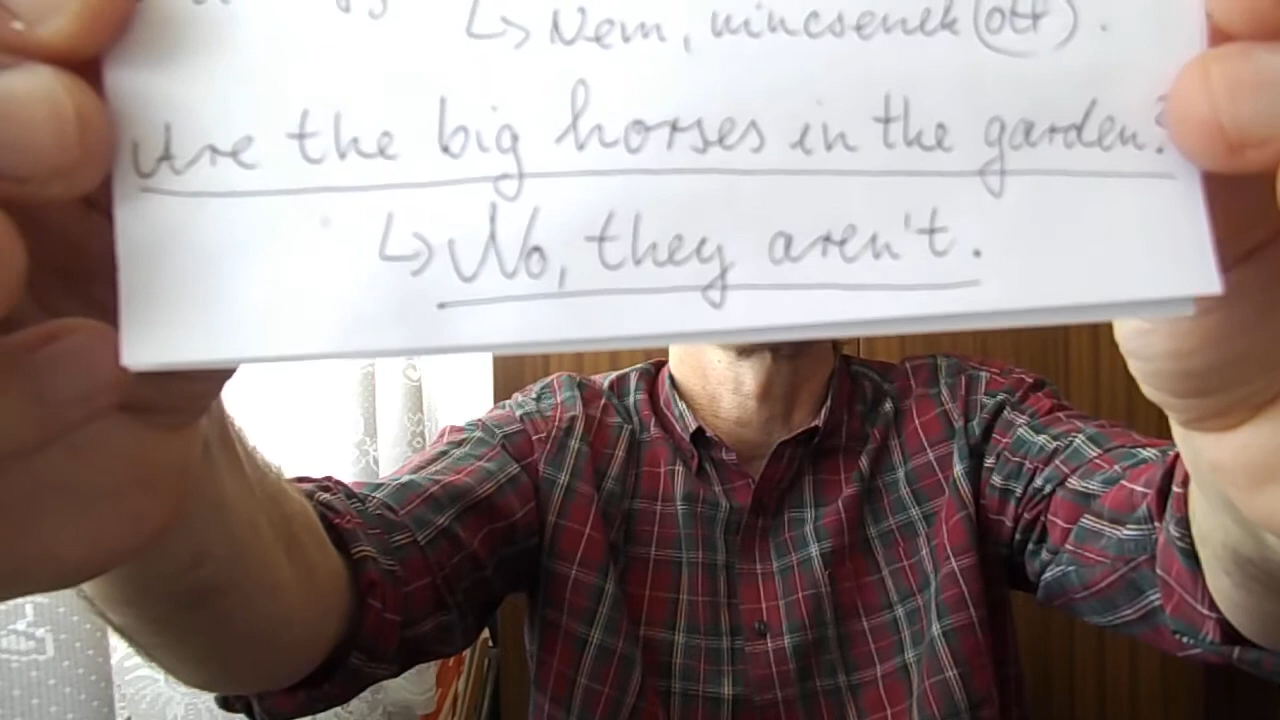 ↳ Nem, nincsenek (ott).
Are the big horses in the garden?
↳ No, they aren't.